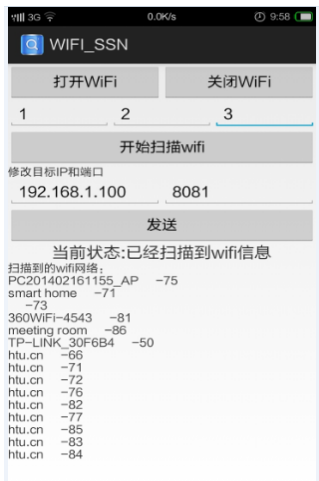 3G 0.0K/s 9:58
WIFI_SSN
打开WiFi 关闭WiFi
1 2 3
开始扫描wifi
修改目标IP和端口
192.168.1.100 8081
发送
当前状态:已经扫描到wifi信息
扫描到的wifi网络：
PC201402161155_AP -75
smart home -71
-73
360WiFi-4543 -81
meeting room -86
TP-LINK_30F6B4 -50
htu.cn -66
htu.cn -71
htu.cn -72
htu.cn -76
htu.cn -82
htu.cn -77
htu.cn -85
htu.cn -83
htu.cn -84